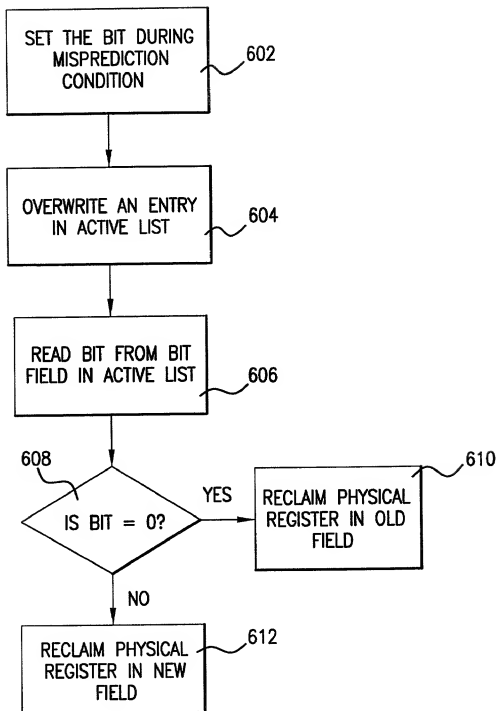 SET THE BIT DURING
MISPREDICTION
CONDITION
602
OVERWRITE AN ENTRY
IN ACTIVE LIST
604
READ BIT FROM BIT
FIELD IN ACTIVE LIST
606
608
IS BIT = 0?
YES
RECLAIM PHYSICAL
REGISTER IN OLD
FIELD
610
NO
RECLAIM PHYSICAL
REGISTER IN NEW
FIELD
612